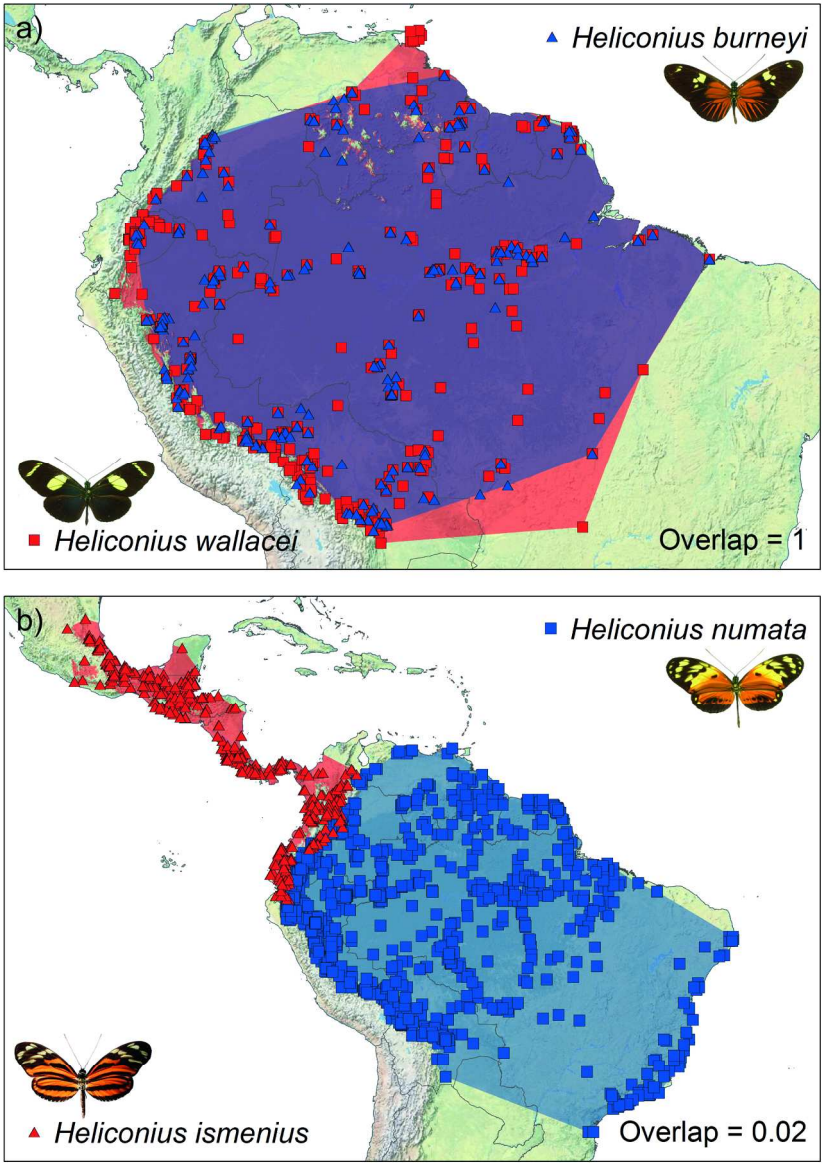 a)
Heliconius burneyi
Heliconius wallacei
Overlap = 1
b)
Heliconius numata
Heliconius ismenius
Overlap = 0.02